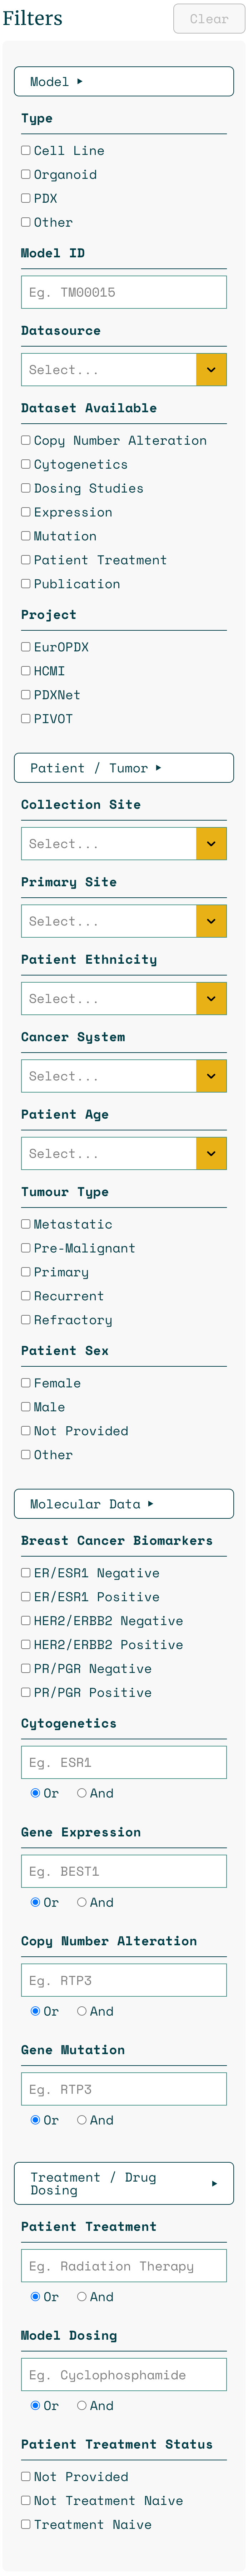 Filters
Clear
Model
Type
Cell Line
Organoid
PDX
Other
Model ID
Eg. TM00015
Datasource
Select...
Dataset Available
Copy Number Alteration
Cytogenetics
Dosing Studies
Expression
Mutation
Patient Treatment
Publication
Project
EurOPDX
HCMI
PDXNet
PIVOT
Patient / Tumor
Collection Site
Select...
Primary Site
Select...
Patient Ethnicity
Select...
Cancer System
Select...
Patient Age
Select...
Tumour Type
Metastatic
Pre-Malignant
Primary
Recurrent
Refractory
Patient Sex
Female
Male
Not Provided
Other
Molecular Data
Breast Cancer Biomarkers
ER/ESR1 Negative
ER/ESR1 Positive
HER2/ERBB2 Negative
HER2/ERBB2 Positive
PR/PGR Negative
PR/PGR Positive
Cytogenetics
Eg. ESR1
Or And
Gene Expression
Eg. BEST1
Or And
Copy Number Alteration
Eg. RTP3
Or And
Gene Mutation
Eg. RTP3
Or And
Treatment / Drug
Dosing
Patient Treatment
Eg. Radiation Therapy
Or And
Model Dosing
Eg. Cyclophosphamide
Or And
Patient Treatment Status
Not Provided
Not Treatment Naive
Treatment Naive